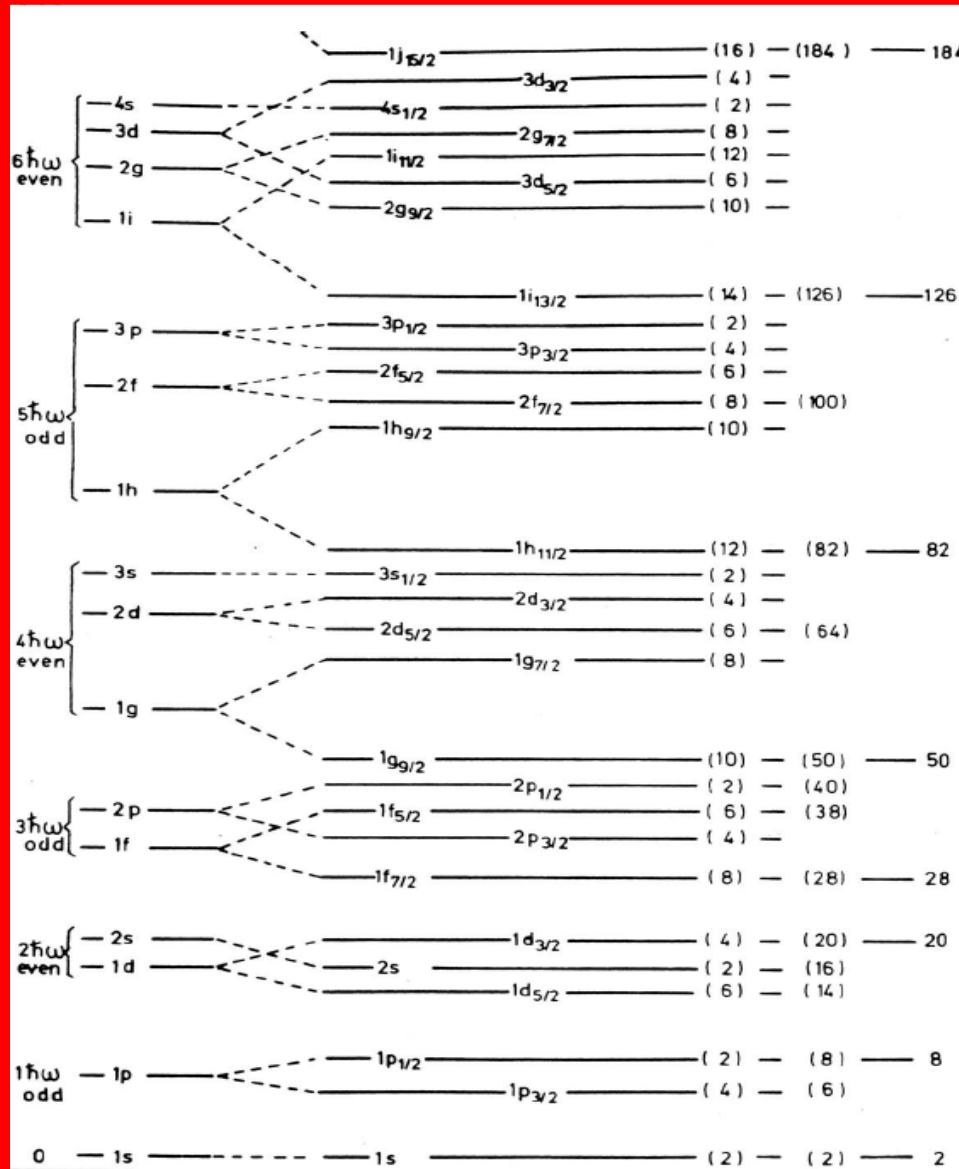 1j15/2 (16) — (184) — 184
3d3/2 (4) —
4s 4s1/2 (2) —
3d
2g7/2 (8) —
6ħω even 2g 1i11/2 (12) —
3d5/2 (6) —
2g9/2 (10) —
1i
1i13/2 (14) — (126) — 126
3p 3p1/2 (2) —
3p3/2 (4) —
2f5/2 (6) —
2f
2f7/2 (8) — (100)
5ħω odd 1h9/2 (10) —
1h
1h11/2 (12) — (82) — 82
3s 3s1/2 (2) —
2d3/2 (4) —
2d
2d5/2 (6) — (64)
4ħω even 1g7/2 (8) —
1g
1g9/2 (10) — (50) — 50
2p1/2 (2) — (40)
2p 1f5/2 (6) — (38)
3ħω odd 2p3/2 (4) —
1f
1f7/2 (8) — (28) — 28
2s 1d3/2 (4) — (20) — 20
2ħω even 1d 2s (2) — (16)
1d5/2 (6) — (14)
1p1/2 (2) — (8) — 8
1ħω odd 1p
1p3/2 (4) — (6)
0 1s 1s (2) — (2) — 2